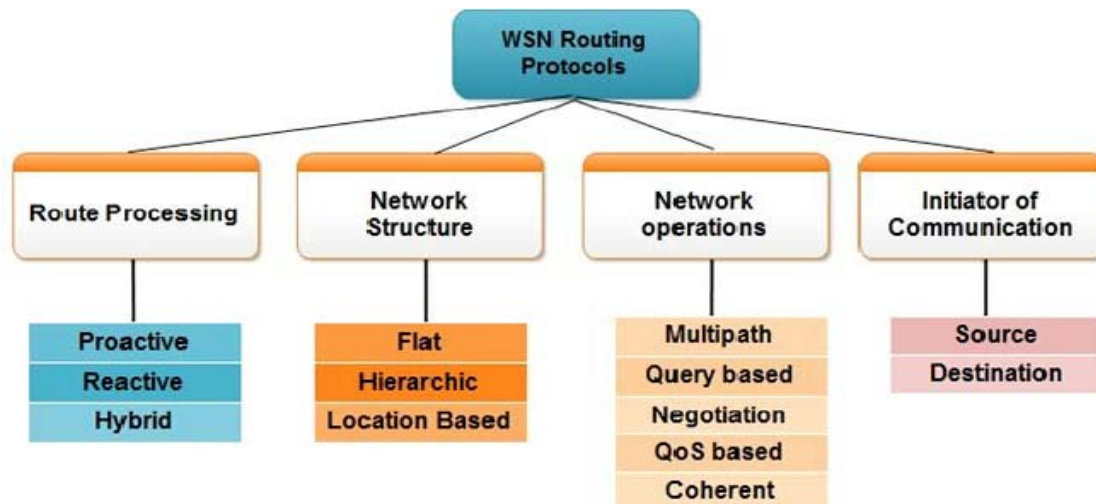 WSN Routing
Protocols
Route Processing
Network
Structure
Network
operations
Initiator of
Communication
Proactive
Reactive
Hybrid
Flat
Hierarchic
Location Based
Multipath
Query based
Negotiation
QoS based
Coherent
Source
Destination